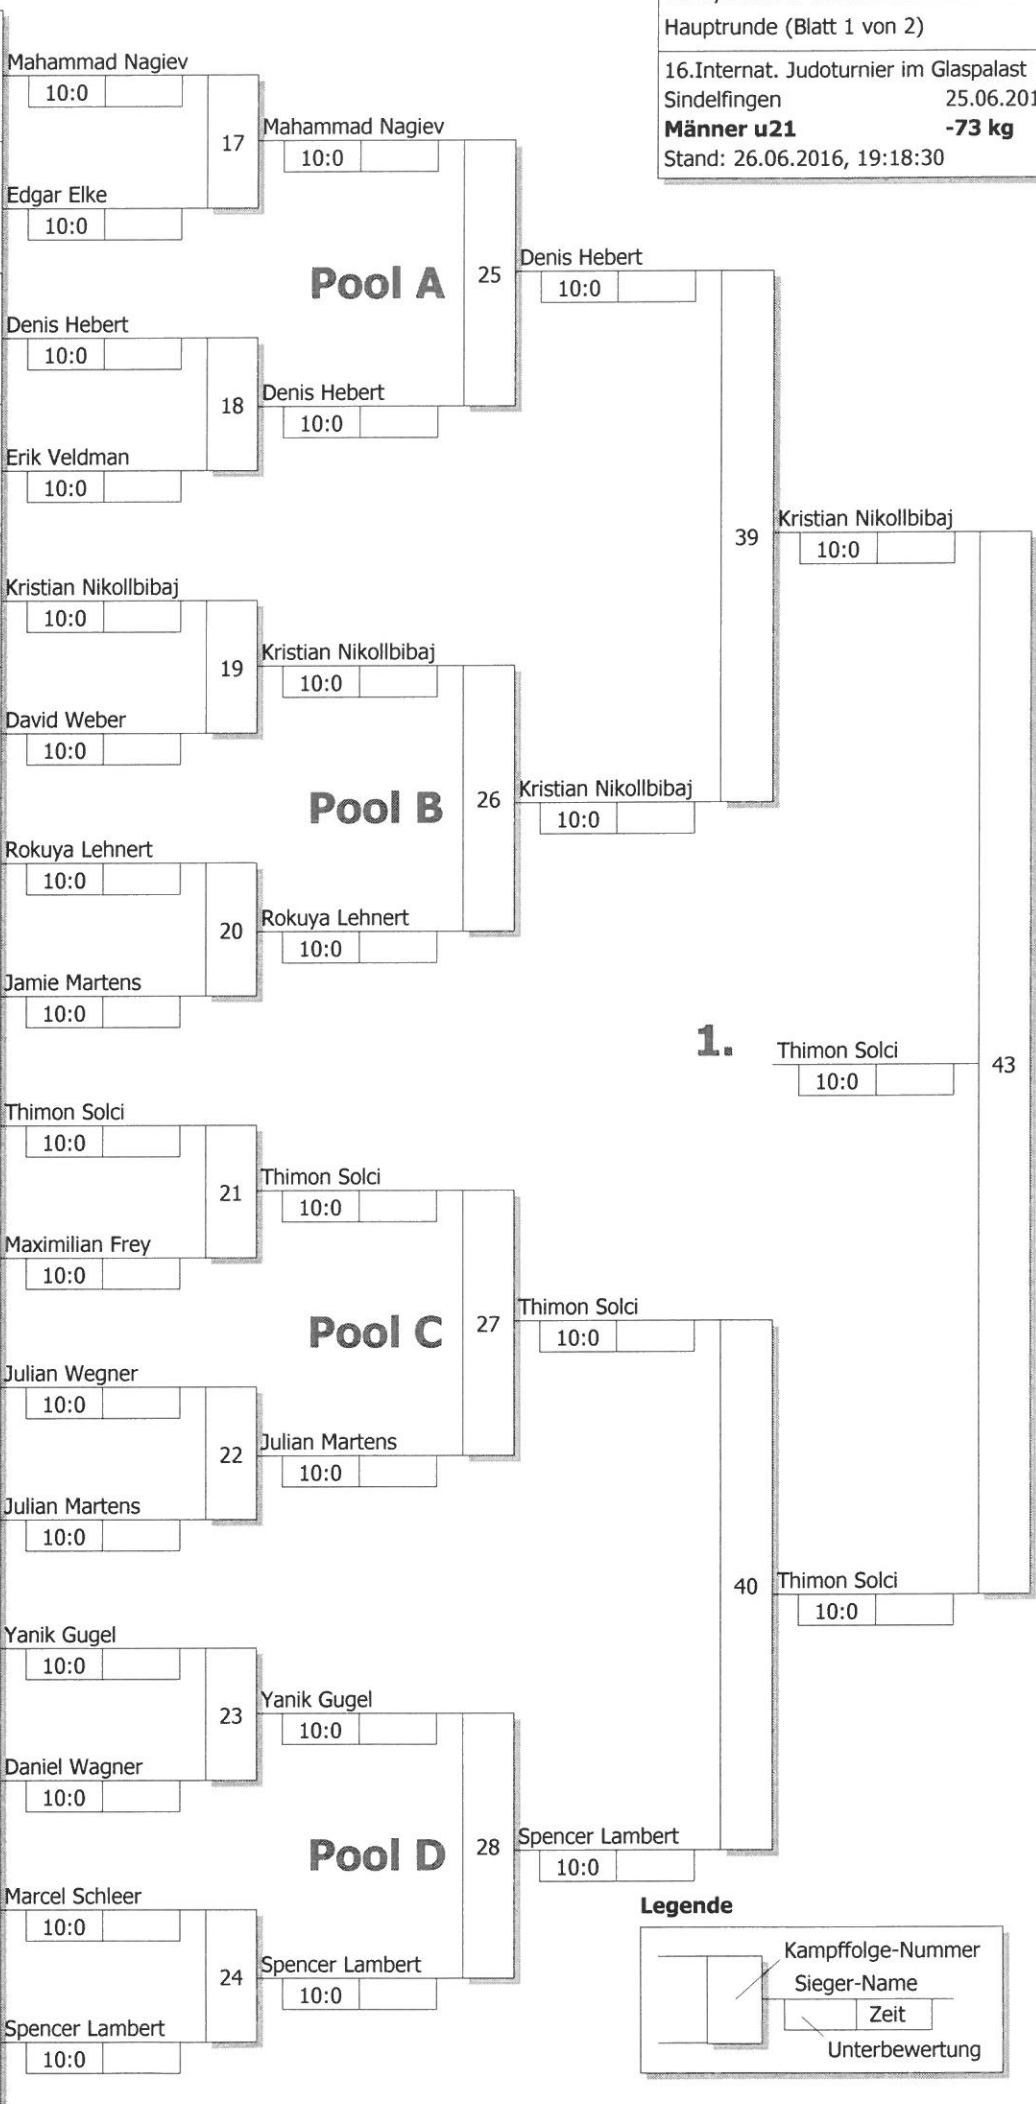 Hauptrunde (Blatt 1 von 2)
16.Internat. Judoturnier im Glaspalast
Sindelfingen 25.06.201
Männer u21 -73 kg
Stand: 26.06.2016, 19:18:30
Mahammad Nagiev
10:0
17
Mahammad Nagiev
10:0
Edgar Elke
10:0
Pool A
25
Denis Hebert
10:0
Denis Hebert
10:0
18
Denis Hebert
10:0
Erik Veldman
10:0
39
Kristian Nikollbibaj
10:0
Kristian Nikollbibaj
10:0
19
Kristian Nikollbibaj
10:0
David Weber
10:0
Pool B
26
Kristian Nikollbibaj
10:0
Rokuya Lehnert
10:0
20
Rokuya Lehnert
10:0
Jamie Martens
10:0
1.
Thimon Solci
10:0
43
Thimon Solci
10:0
21
Thimon Solci
10:0
Maximilian Frey
10:0
Pool C
27
Thimon Solci
10:0
Julian Wegner
10:0
22
Julian Martens
10:0
Julian Martens
10:0
40
Thimon Solci
10:0
Yanik Gugel
10:0
23
Yanik Gugel
10:0
Daniel Wagner
10:0
Pool D
28
Spencer Lambert
10:0
Marcel Schleer
10:0
24
Spencer Lambert
10:0
Spencer Lambert
10:0
Legende
Kampffolge-Nummer
Sieger-Name
Zeit
Unterbewertung